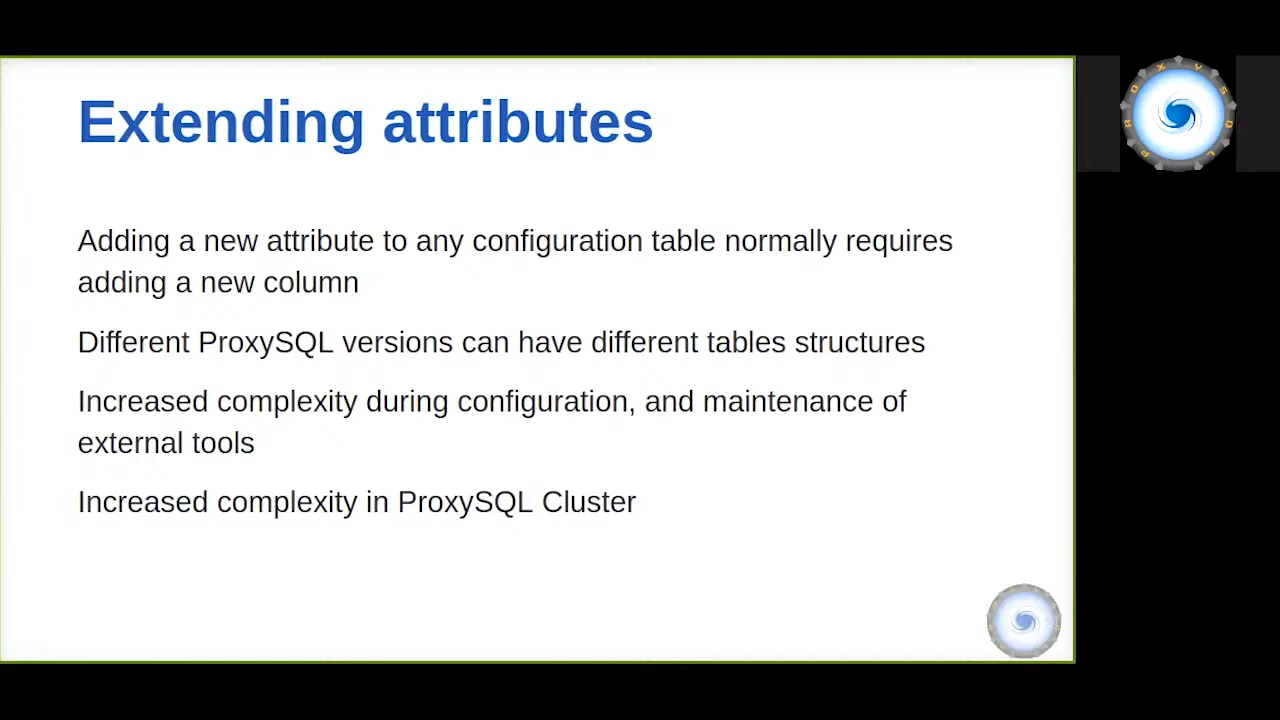 Extending attributes
Adding a new attribute to any configuration table normally requires
adding a new column
Different ProxySQL versions can have different tables structures
Increased complexity during configuration, and maintenance of
external tools
Increased complexity in ProxySQL Cluster
PROXYSQL